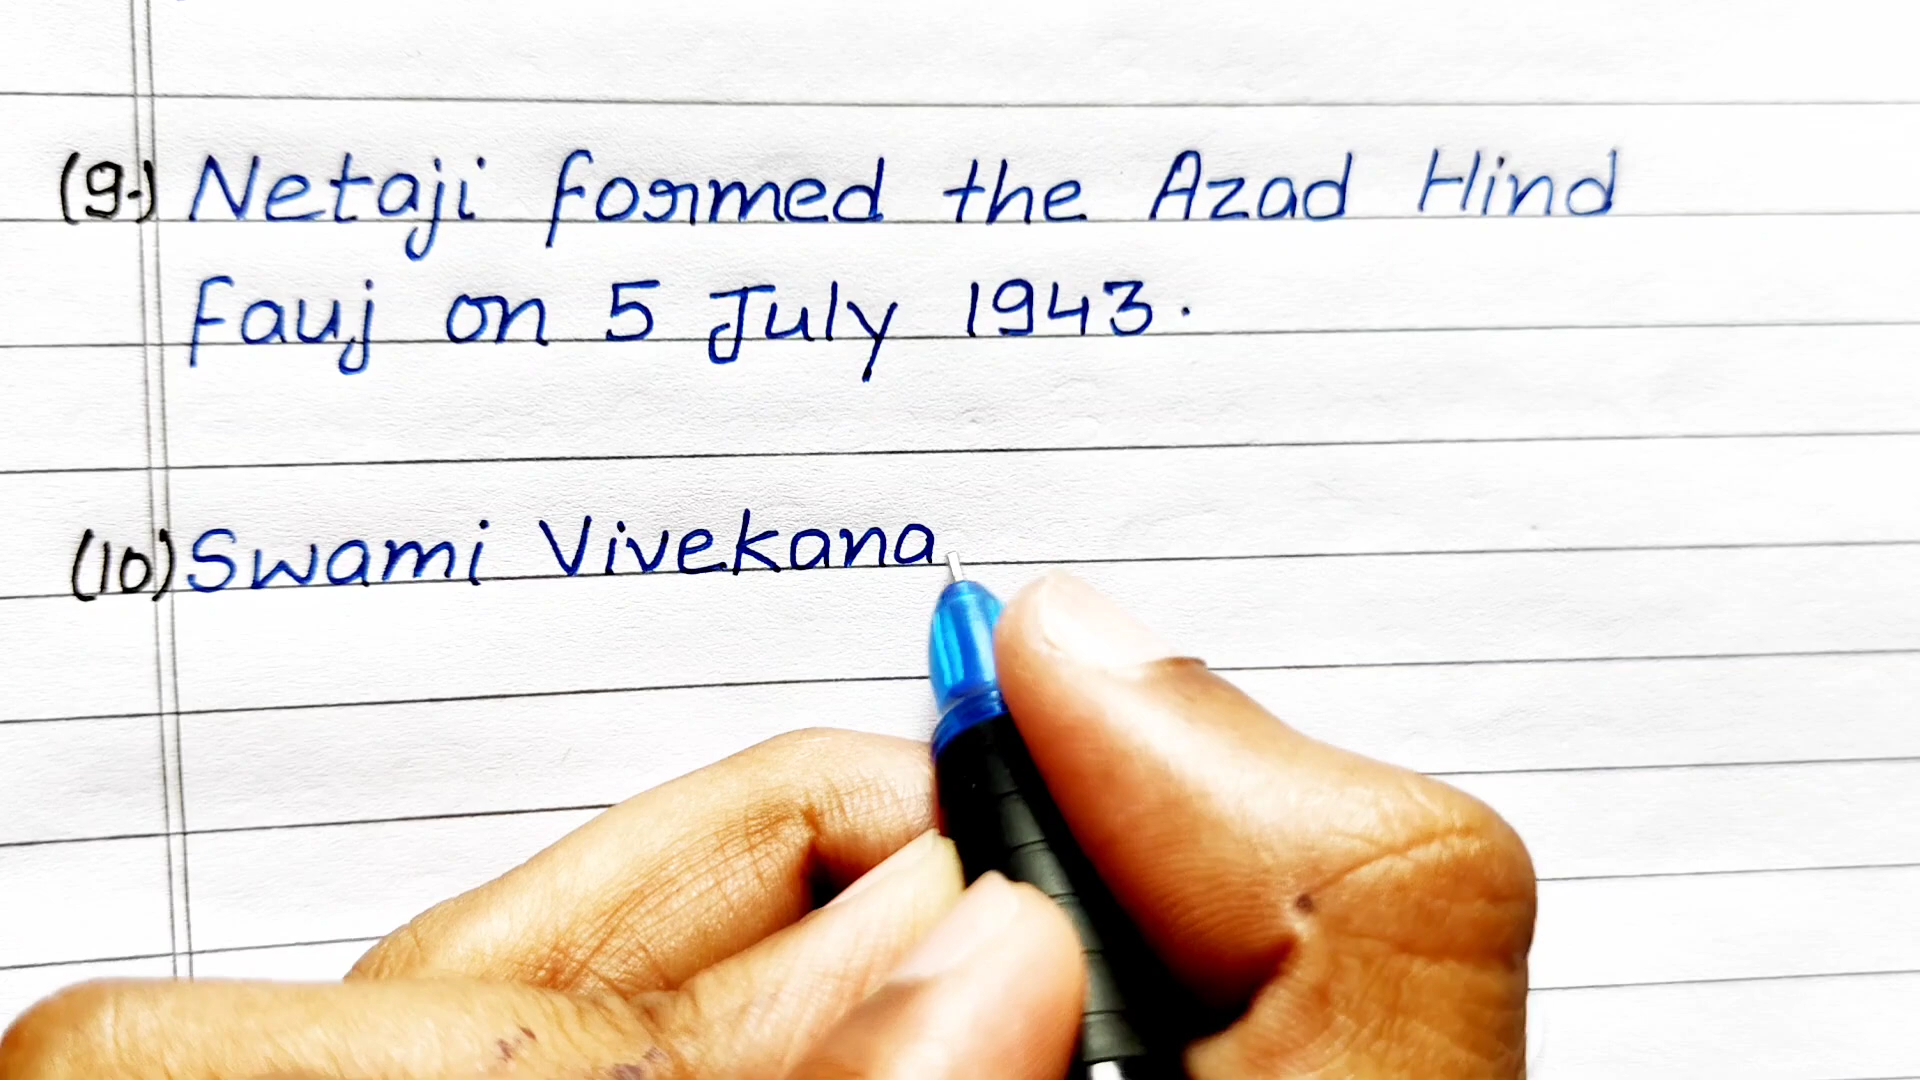 (9.) Netaji formed the Azad Hind
Fauj on 5 July 1943.
(10) Swami Vivekana